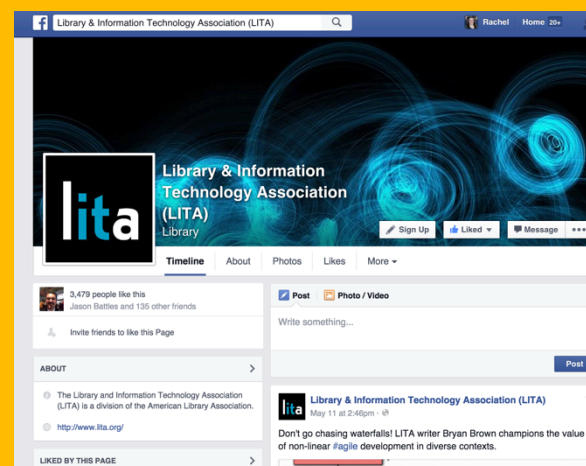 Library & Information Technology Association (LITA)
Rachel Home 20+
lita
Library & Information
Technology Association
(LITA)
Library
Sign Up Liked Message
Timeline About Photos Likes More
3,479 people like this
Jason Battles and 135 other friends
Invite friends to like this Page
ABOUT
The Library and Information Technology Association
(LITA) is a division of the American Library Association.
http://www.lita.org/
LIKED BY THIS PAGE
Post Photo / Video
Write something...
Post
lita
Library & Information Technology Association (LITA)
May 11 at 2:46pm
Don't go chasing waterfalls! LITA writer Bryan Brown champions the value
of non-linear #agile development in diverse contexts.